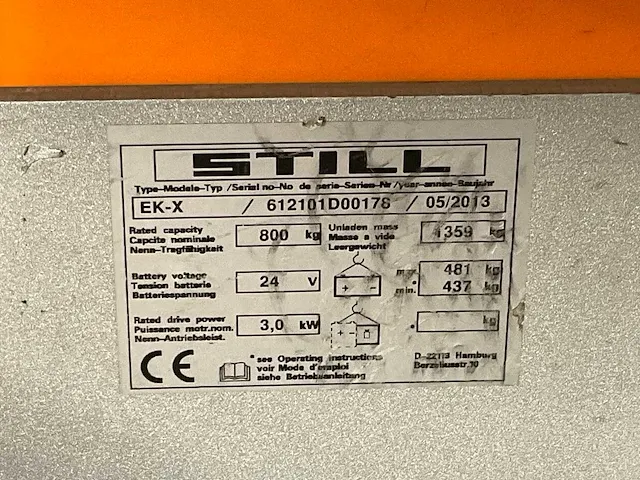 STILL
Type-Modele-Typ /Serial no-No de serie-Serien-Nr /year-annee-Baujahr
EK-X / 612101D00178 / 05/2013
Rated capacity
Capcite nominale
Nenn-Tragfähigkeit
800 kg
Unladen mass
Masse a vide
Leergewicht
1359 kg
Battery voltage
Tension batterie
Batteriespannung
24 V
max. 481 kg
min. 437 kg
Rated drive power
Puissance motr.nom.
Nenn-Antriebsleist.
3,0 kW
* kg
CE
*see Operating instructions
voir Mode d'emploi
siehe Betriebsanleitung
D-22113 Hamburg
Berzeliusstr.10